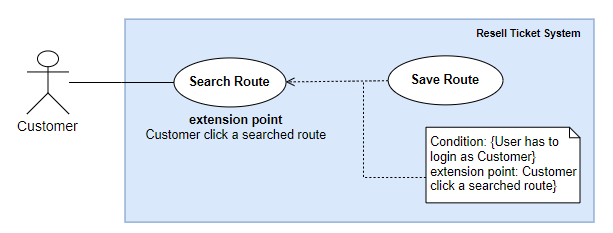 Resell Ticket System
Search Route
Save Route
extension point
Customer click a searched route
Customer
Condition: {User has to
login as Customer}
extension point: Customer
click a searched route}